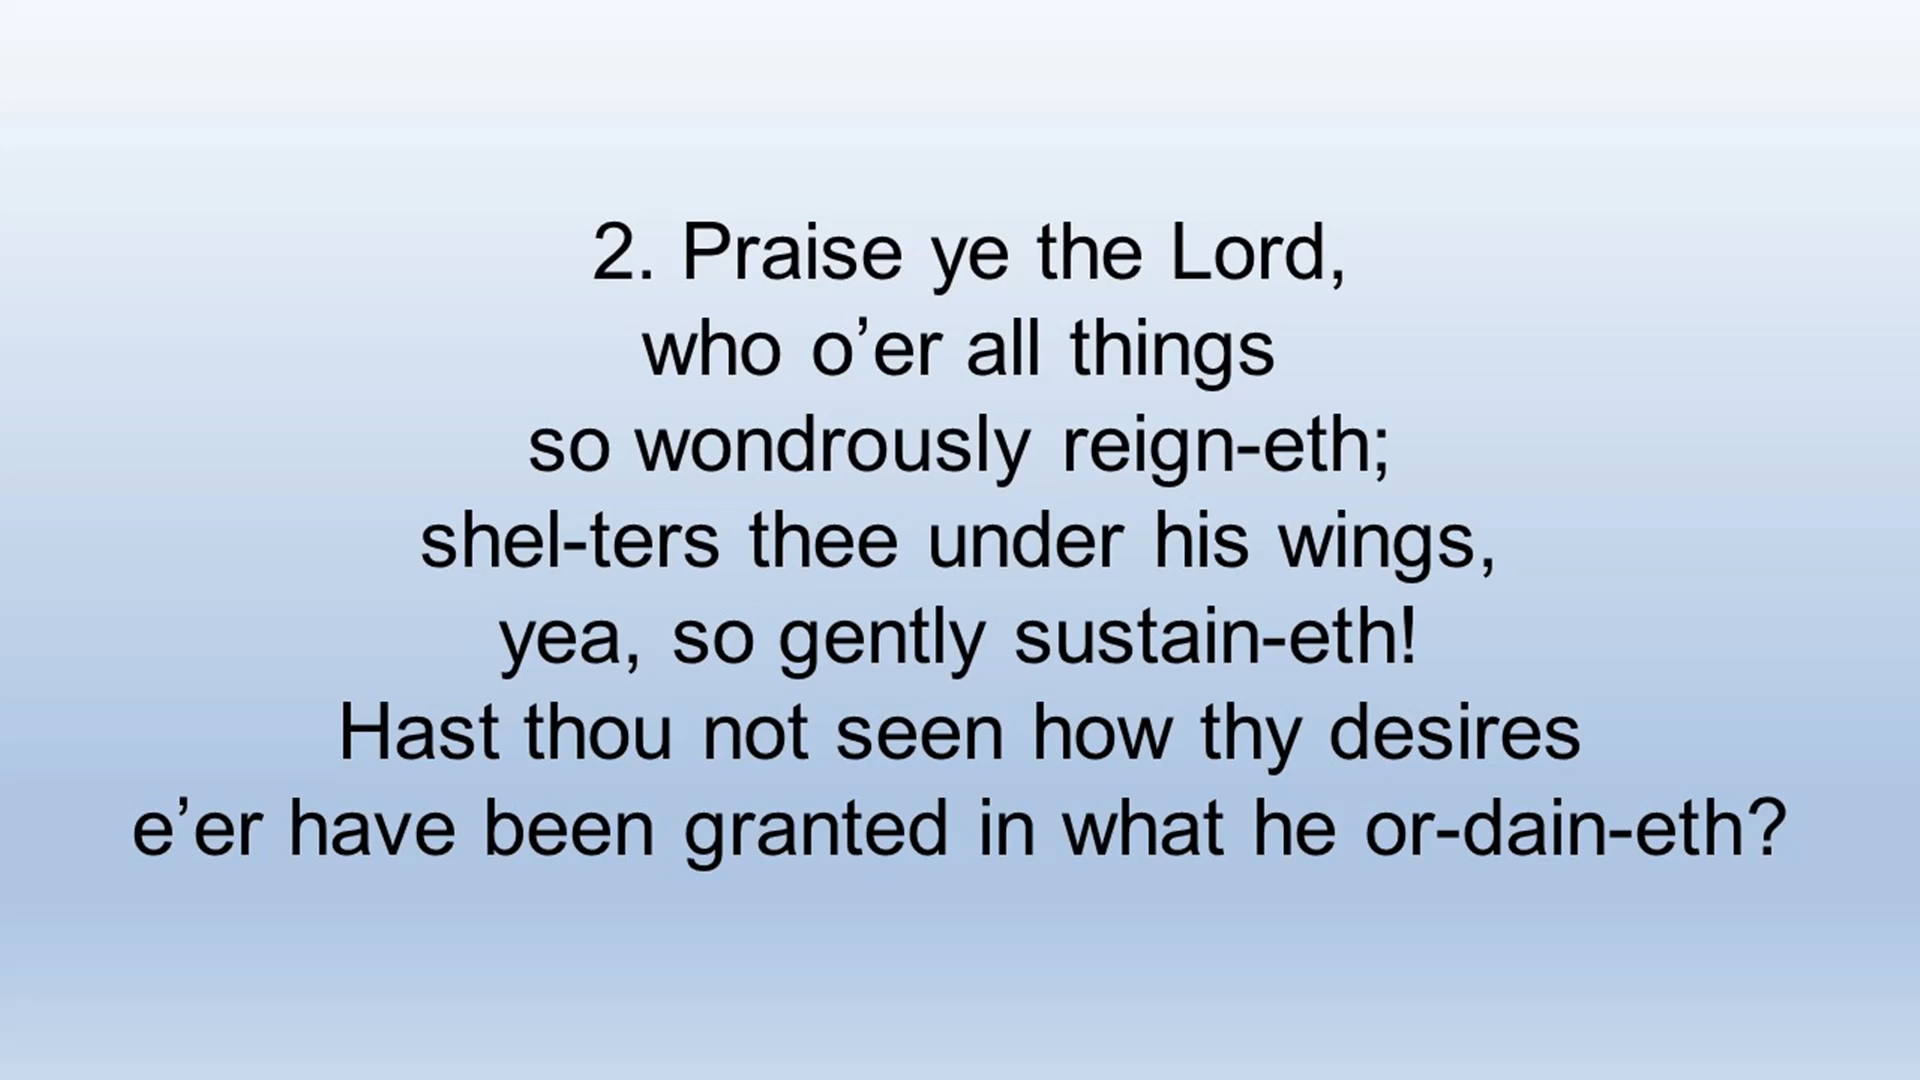 2. Praise ye the Lord,
who o’er all things
so wondrously reign-eth;
shel-ters thee under his wings,
yea, so gently sustain-eth!
Hast thou not seen how thy desires
e’er have been granted in what he or-dain-eth?